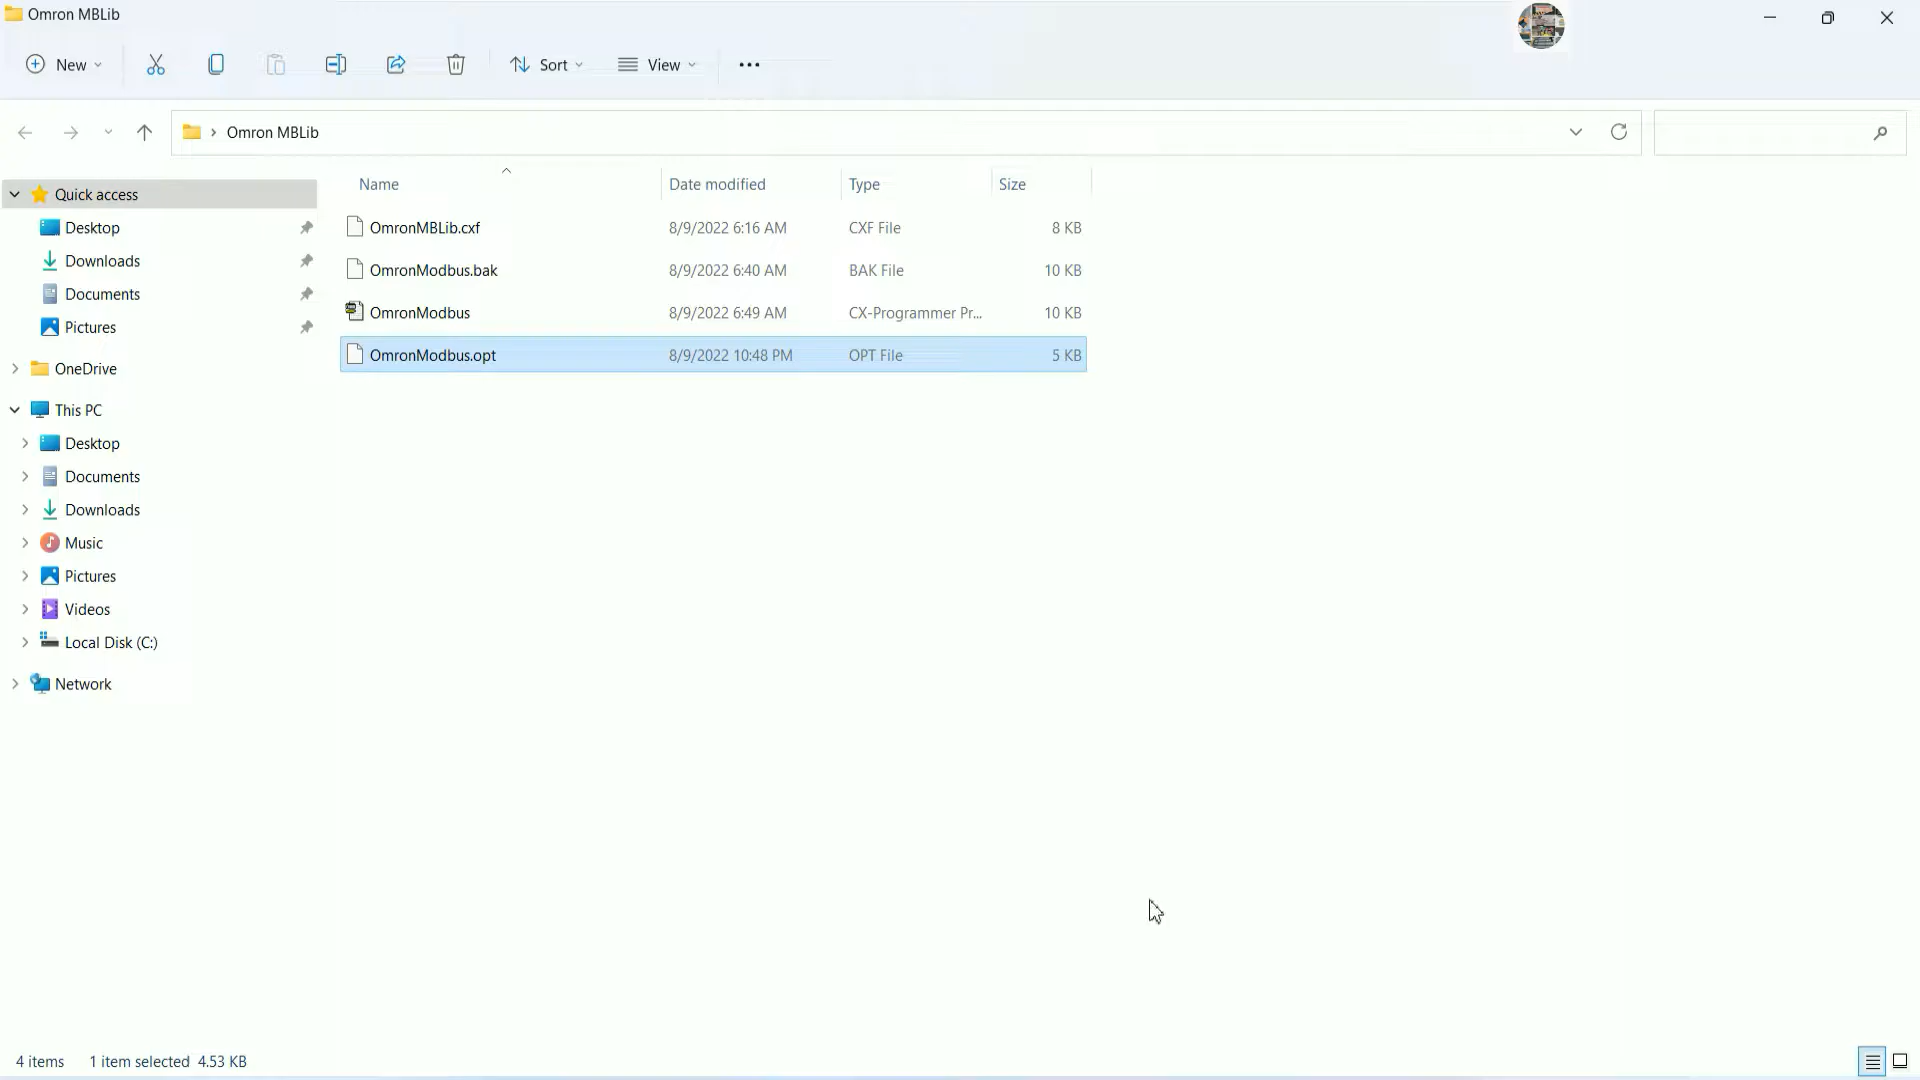 Omron MBLib
New
Sort
View
Omron MBLib
Name Date modified Type Size
Quick access
Desktop
Downloads
Documents
Pictures
OneDrive
This PC
Desktop
Documents
Downloads
Music
Pictures
Videos
Local Disk (C:)
Network
OmronMBLib.cxf 8/9/2022 6:16 AM CXF File 8 KB
OmronModbus.bak 8/9/2022 6:40 AM BAK File 10 KB
OmronModbus 8/9/2022 6:49 AM CX-Programmer Pr... 10 KB
OmronModbus.opt 8/9/2022 10:48 PM OPT File 5 KB
4 items 1 item selected 4.53 KB